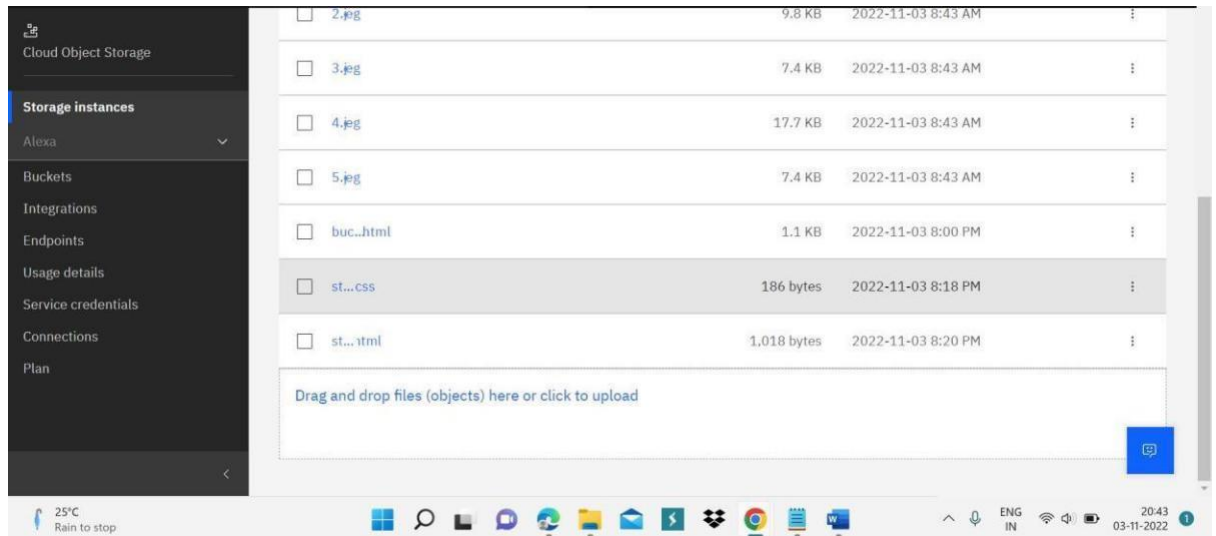 Cloud Object Storage
Storage instances
Alexa
Buckets
Integrations
Endpoints
Usage details
Service credentials
Connections
Plan
2.jeg 9.8 KB 2022-11-03 8:43 AM
3.jeg 7.4 KB 2022-11-03 8:43 AM
4.jeg 17.7 KB 2022-11-03 8:43 AM
5.jeg 7.4 KB 2022-11-03 8:43 AM
buc...html 1.1 KB 2022-11-03 8:00 PM
st...css 186 bytes 2022-11-03 8:18 PM
st... 1,018 bytes 2022-11-03 8:20 PM
Drag and drop files (objects) here or click to upload
25°C
Rain to stop
ENG
IN
20:43
03-11-2022
1